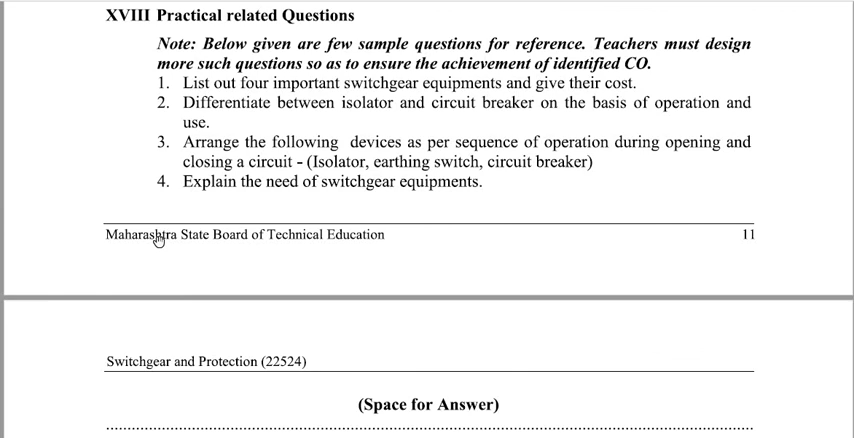 XVIII Practical related Questions
Note: Below given are few sample questions for reference. Teachers must design
more such questions so as to ensure the achievement of identified CO.
1. List out four important switchgear equipments and give their cost.
2. Differentiate between isolator and circuit breaker on the basis of operation and
use.
3. Arrange the following devices as per sequence of operation during opening and
closing a circuit - (Isolator, earthing switch, circuit breaker)
4. Explain the need of switchgear equipments.
Maharashtra State Board of Technical Education 11
Switchgear and Protection (22524)
(Space for Answer)